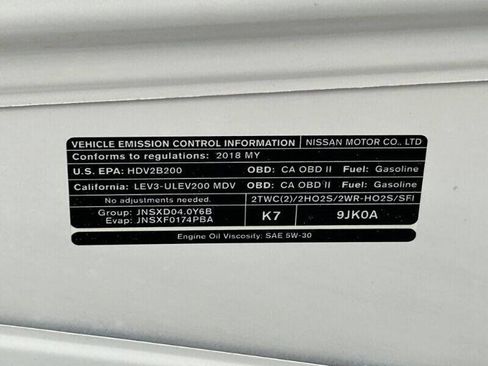 VEHICLE EMISSION CONTROL INFORMATION NISSAN MOTOR CO., LTD
Conforms to regulations: 2018 MY
U.S. EPA: HDV2B200 OBD: CA OBD II Fuel: Gasoline
California: LEV3-ULEV200 MDV OBD: CA OBD II Fuel: Gasoline
No adjustments needed. 2TWC(2)/2HO2S/2WR-HO2S/SFI
Group: JNSXD04.0Y6B
Evap: JNSXF0174PBA
K7 9JK0A
Engine Oil Viscosity: SAE 5W-30